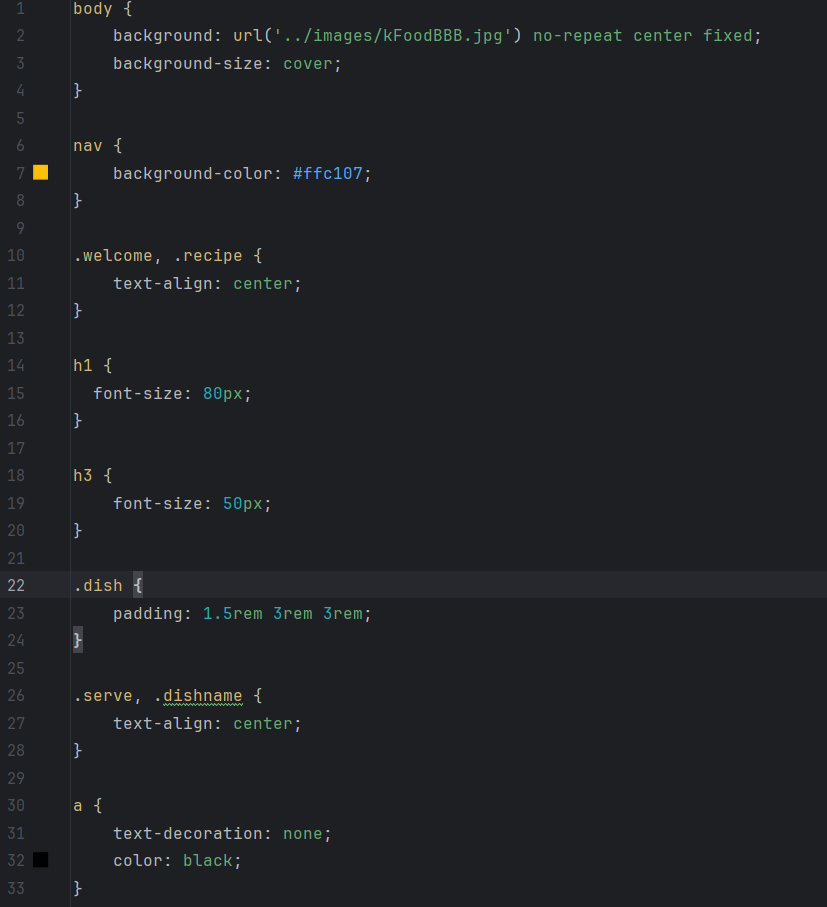 1 body {
2     background: url('../images/kFoodBBB.jpg') no-repeat center fixed;
3     background-size: cover;
4 }
5
6 nav {
7     background-color: #ffc107;
8 }
9
10 .welcome, .recipe {
11     text-align: center;
12 }
13
14 h1 {
15   font-size: 80px;
16 }
17
18 h3 {
19     font-size: 50px;
20 }
21
22 .dish {
23     padding: 1.5rem 3rem 3rem;
24 }
25
26 .serve, .dishname {
27     text-align: center;
28 }
29
30 a {
31     text-decoration: none;
32     color: black;
33 }